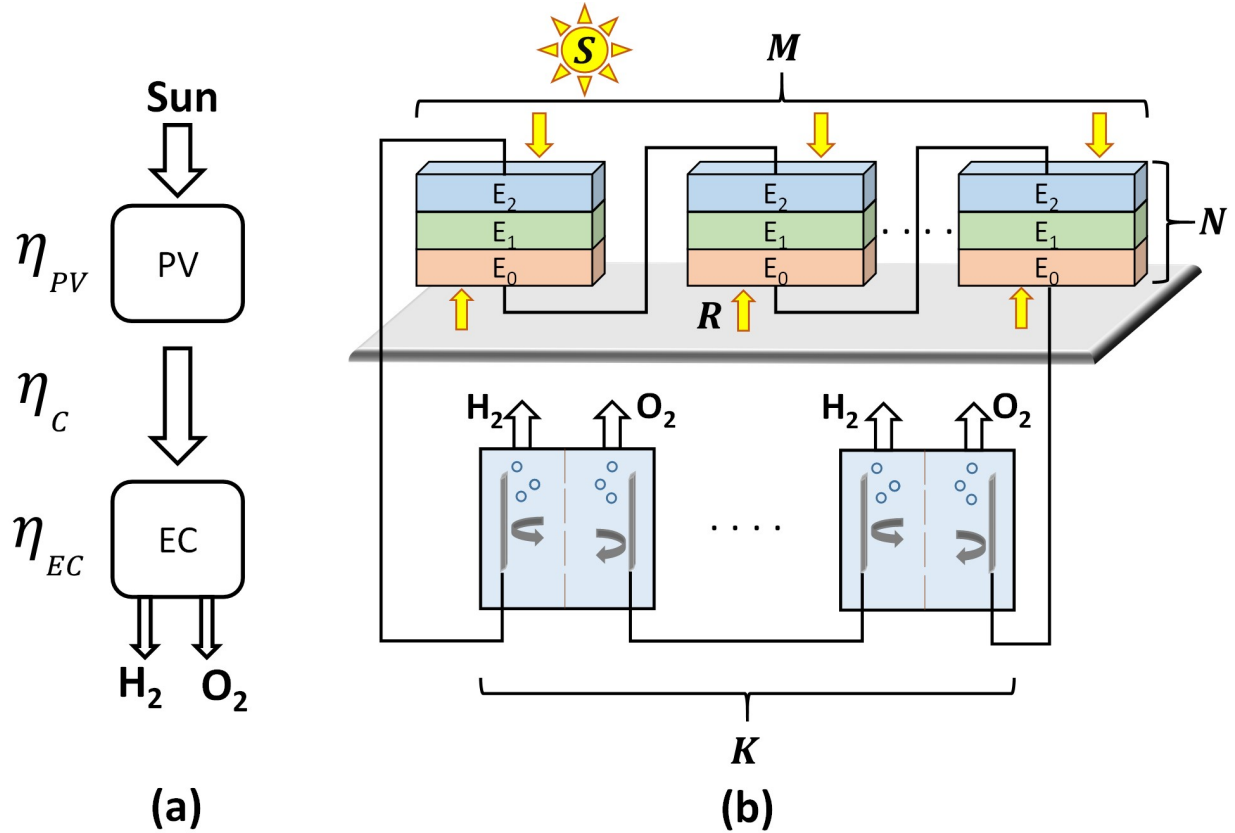 Sun
η_PV
PV
η_C
η_EC
EC
H₂
O₂
(a)
S
M
E₂
E₁
E₀
E₂
E₁
E₀
. . . .
E₂
E₁
E₀
N
R
H₂
O₂
H₂
O₂
. . . .
K
(b)